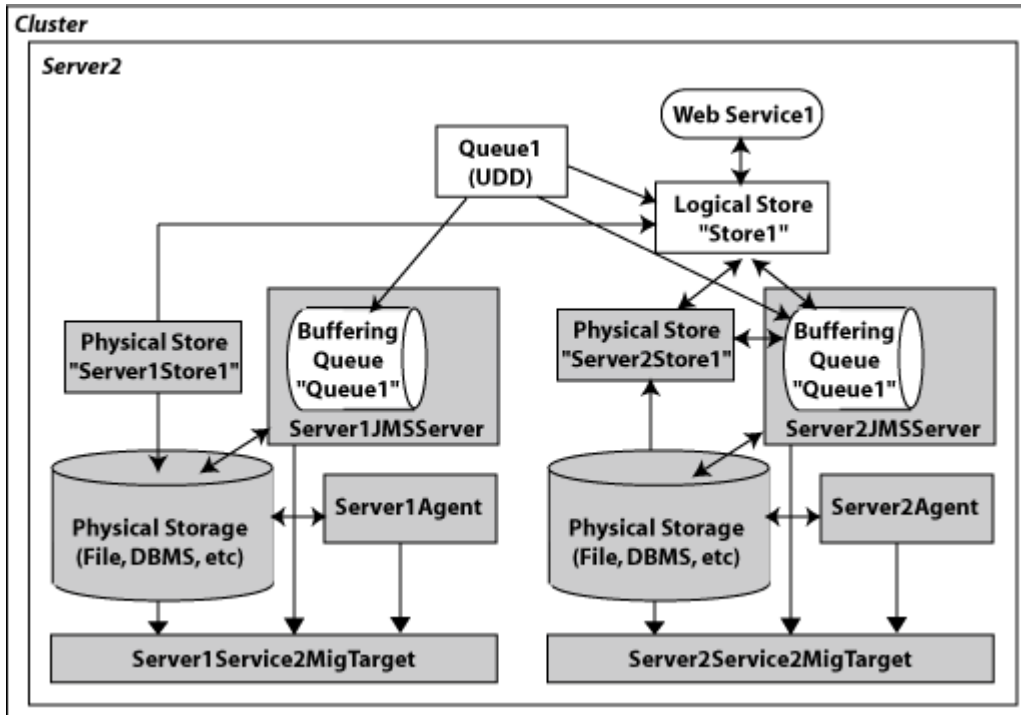 Cluster
Server2
Web Service1
Queue1
(UDD)
Logical Store
"Store1"
Physical Store
"Server1Store1"
Buffering
Queue
"Queue1"
Server1JMSServer
Physical Store
"Server2Store1"
Buffering
Queue
"Queue1"
Server2JMSServer
Physical Storage
(File, DBMS, etc)
Server1Agent
Physical Storage
(File, DBMS, etc)
Server2Agent
Server1Service2MigTarget
Server2Service2MigTarget